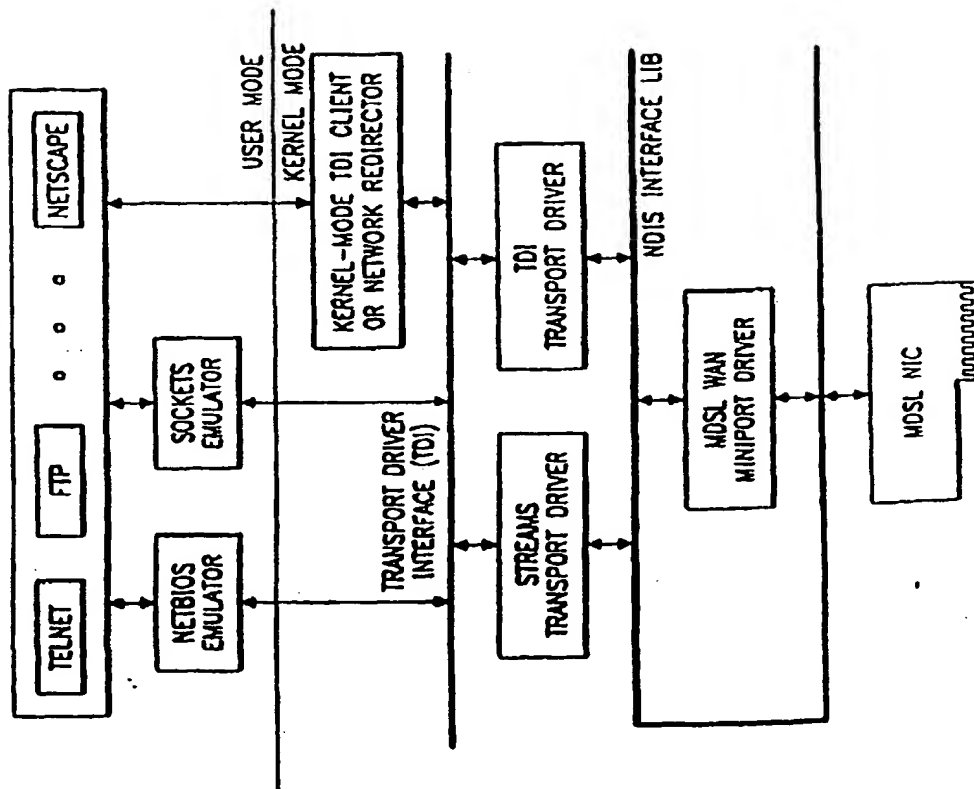 TELNET
FTP
NETSCAPE
NETBIOS
EMULATOR
SOCKETS
EMULATOR
USER MODE
KERNEL MODE
KERNEL-MODE TDI CLIENT
OR NETWORK REDIRECTOR
TRANSPORT DRIVER
INTERFACE (TDI)
STREAMS
TRANSPORT DRIVER
TDI
TRANSPORT DRIVER
NDIS INTERFACE LIB
MDSL WAN
MINIPORT DRIVER
MDSL NIC